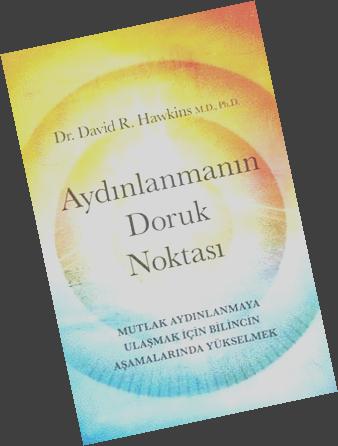 Dr. David R. Hawkins M.D., Ph.D.
Aydınlanmanın
Doruk
Noktası
MUTLAK AYDINLANMAYA
ULAŞMAK İÇİN BİLİNCİN
AŞAMALARINDA YÜKSELMEK